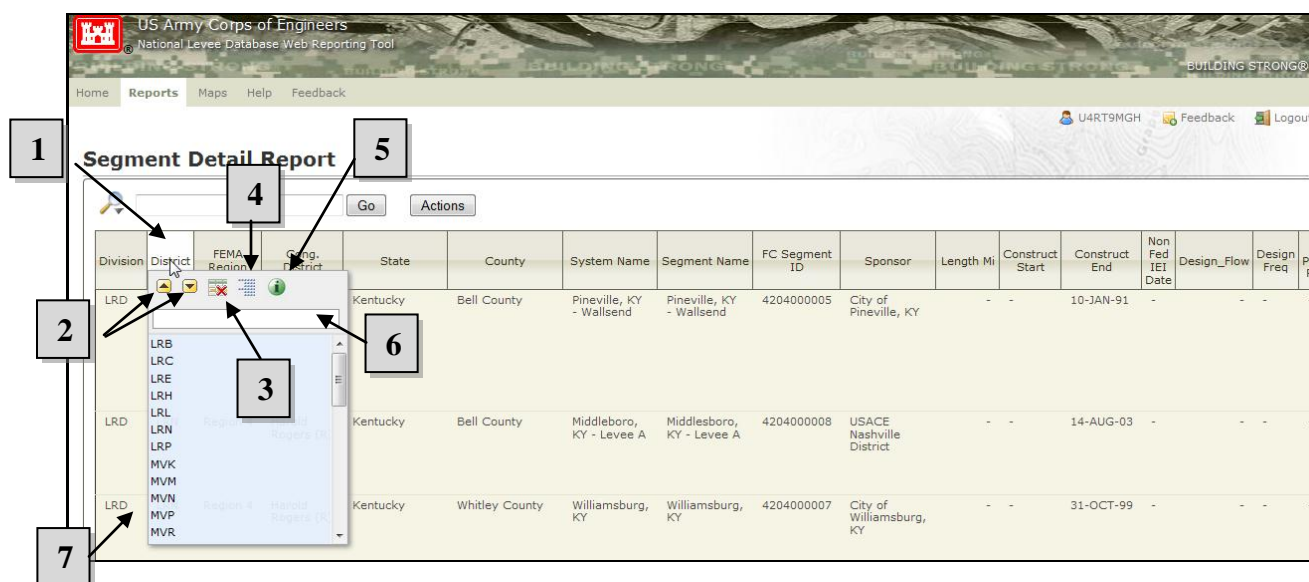 US Army Corps of Engineers
®
National Levee Database Web Reporting Tool
BUILDING STRONG®
Home Reports Maps Help Feedback
U4RT9MGH Feedback Logout
1
5
Segment Detail Report
4
Go Actions
Division District FEMA Region Cong. District State County System Name Segment Name FC Segment ID Sponsor Length Mi Construct Start Construct End Non Fed IEI Date Design_Flow Design Freq
LRD Kentucky Bell County Pineville, KY - Wallsend Pineville, KY - Wallsend 4204000005 City of Pineville, KY - - 10-JAN-91 - - -
2
6
3
LRB
LRC
LRE
LRH
LRL
LRN
LRP
MVK
MVM
MVN
MVP
MVR
LRD Region Rogers (R) Kentucky Bell County Middleboro, KY - Levee A Middlesboro, KY - Levee A 4204000008 USACE Nashville District - - 14-AUG-03 - - -
LRD Region 4 Harold Rogers (R) Kentucky Whitley County Williamsburg, KY Williamsburg, KY 4204000007 City of Williamsburg, KY - - 31-OCT-99 - - -
7